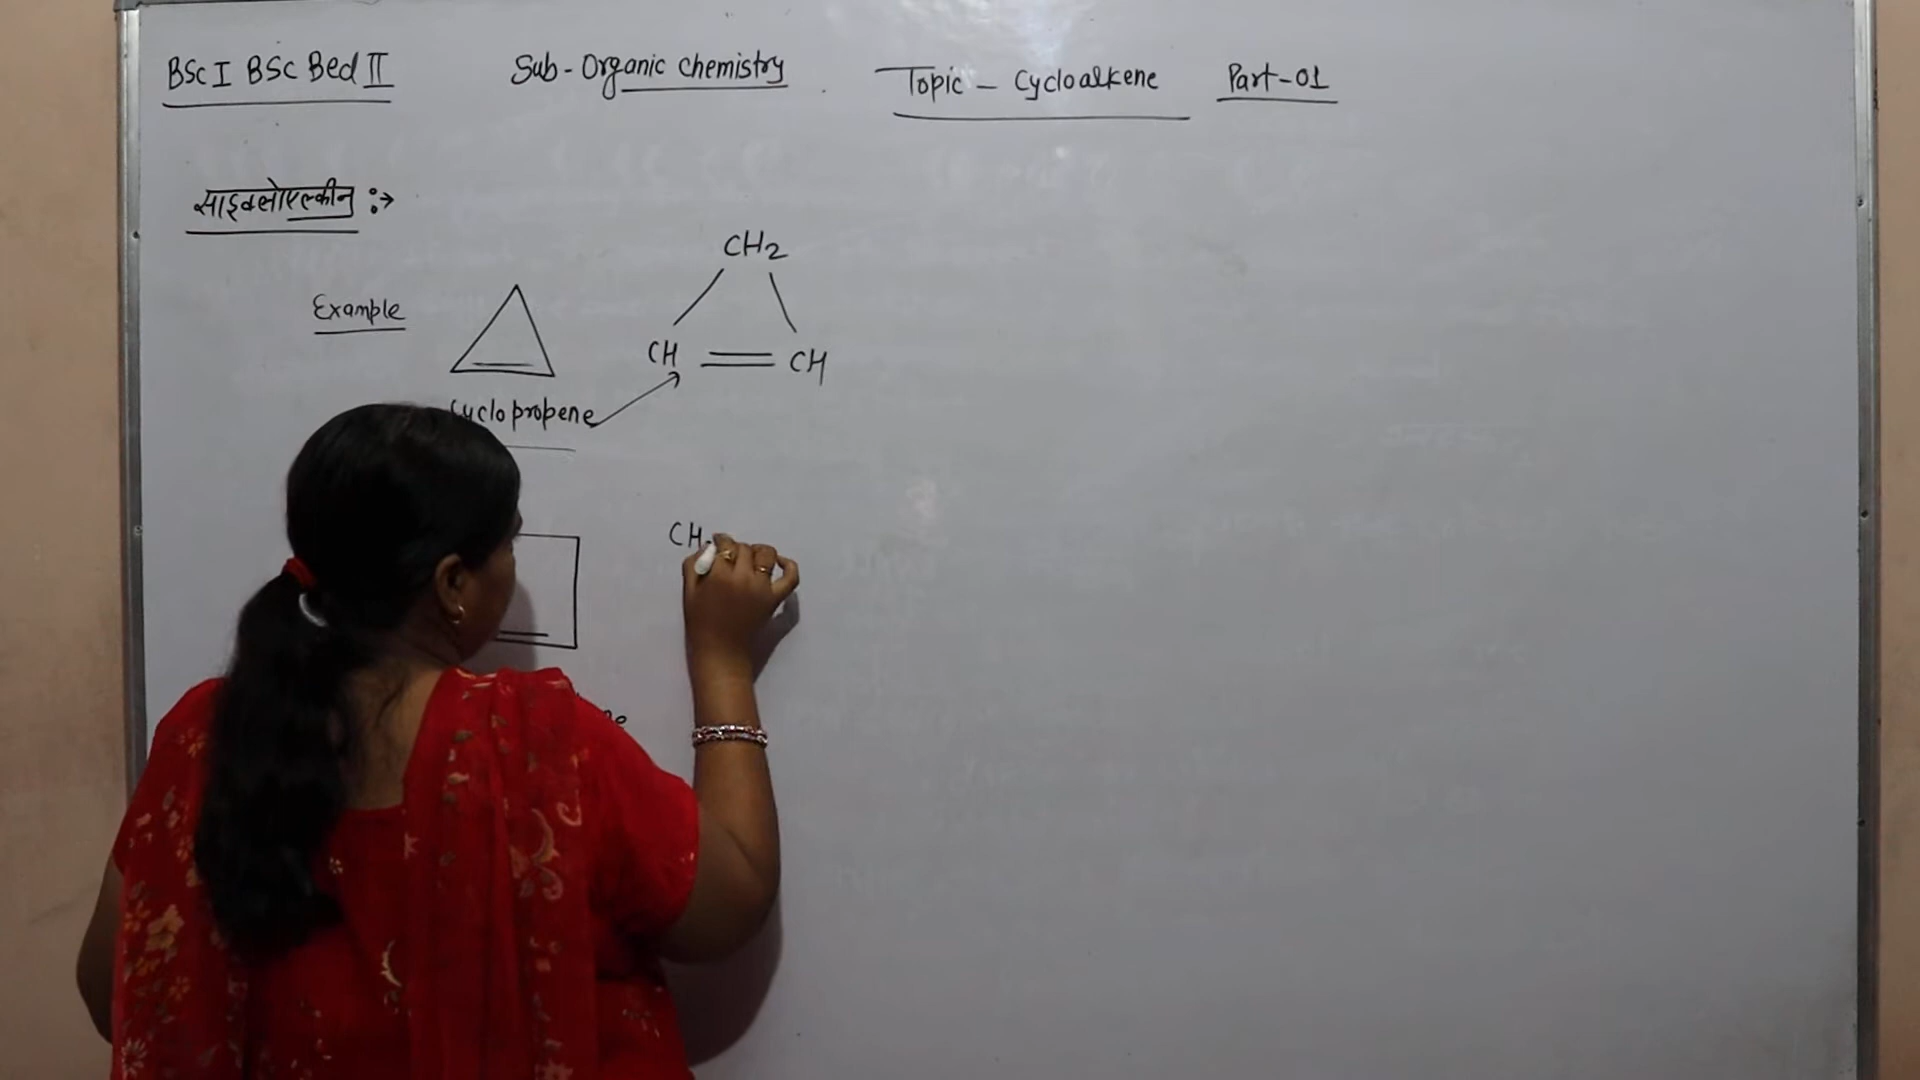 BSc I BSc Bed II Sub - Organic chemistry Topic - Cycloalkene Part-01
साइक्लोएल्कीन :→
CH2
Example
CH = CH
Cyclopropene
CH